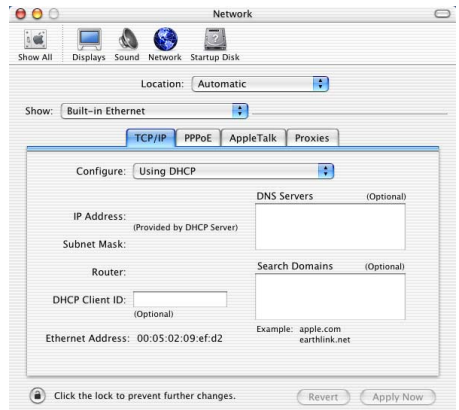 Network
Show All Displays Sound Network Startup Disk
Location: Automatic
Show: Built-in Ethernet
TCP/IP PPPoE AppleTalk Proxies
Configure: Using DHCP
DNS Servers (Optional)
IP Address:
(Provided by DHCP Server)
Subnet Mask:
Router:
Search Domains (Optional)
DHCP Client ID:
(Optional)
Ethernet Address: 00:05:02:09:ef:d2
Example: apple.com
earthlink.net
Click the lock to prevent further changes.
Revert Apply Now